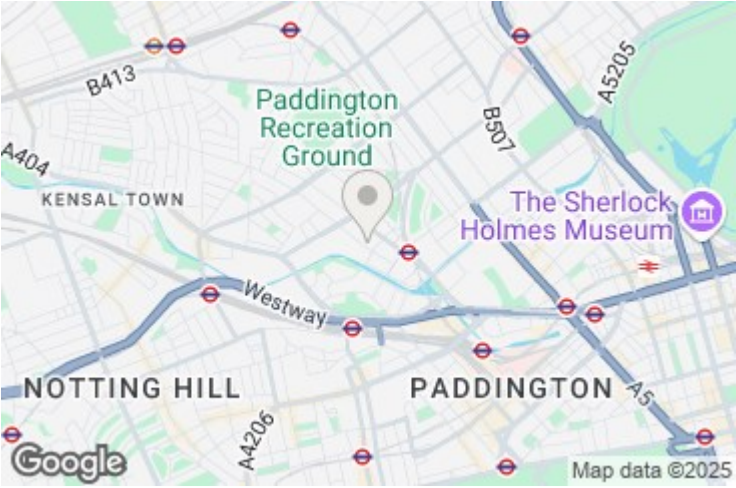 B413
A5205
Paddington
Recreation
Ground
B507
A404
KENSAL TOWN
The Sherlock
Holmes Museum
Westway
NOTTING HILL
PADDINGTON
A5
A4206
Google
Map data ©2025